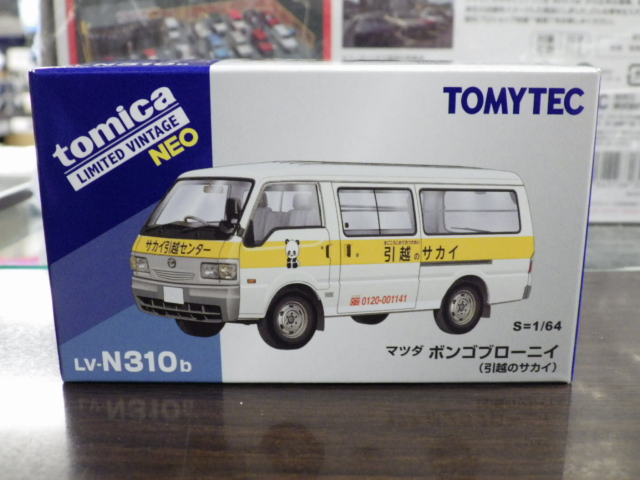 tomica
LIMITED VINTAGE
NEO
TOMYTEC
サカイ引越センター
引越のサカイ
0120-001141
S=1/64
LV-N310b
マツダ ボンゴブローニイ
(引越のサカイ)